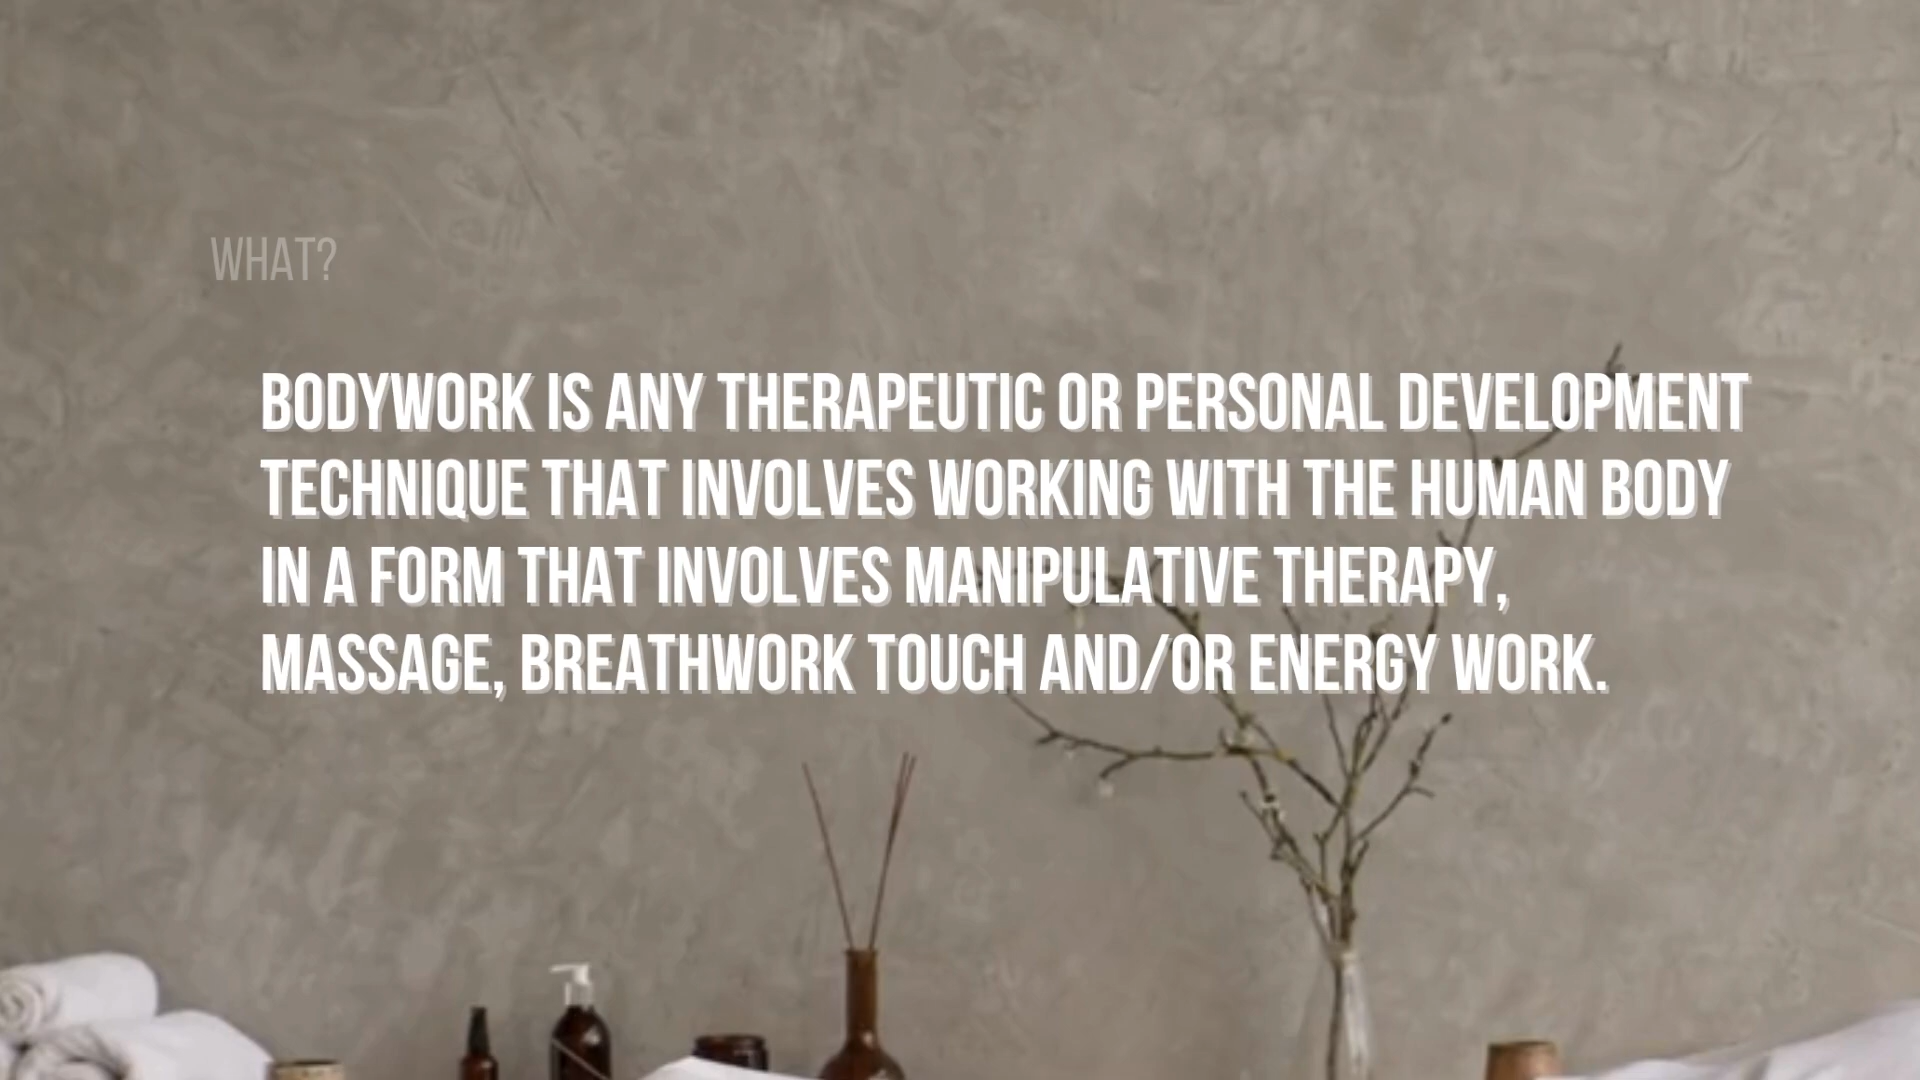 WHAT?
BODYWORK IS ANY THERAPEUTIC OR PERSONAL DEVELOPMENT
TECHNIQUE THAT INVOLVES WORKING WITH THE HUMAN BODY
IN A FORM THAT INVOLVES MANIPULATIVE THERAPY,
MASSAGE, BREATHWORK TOUCH AND/OR ENERGY WORK.